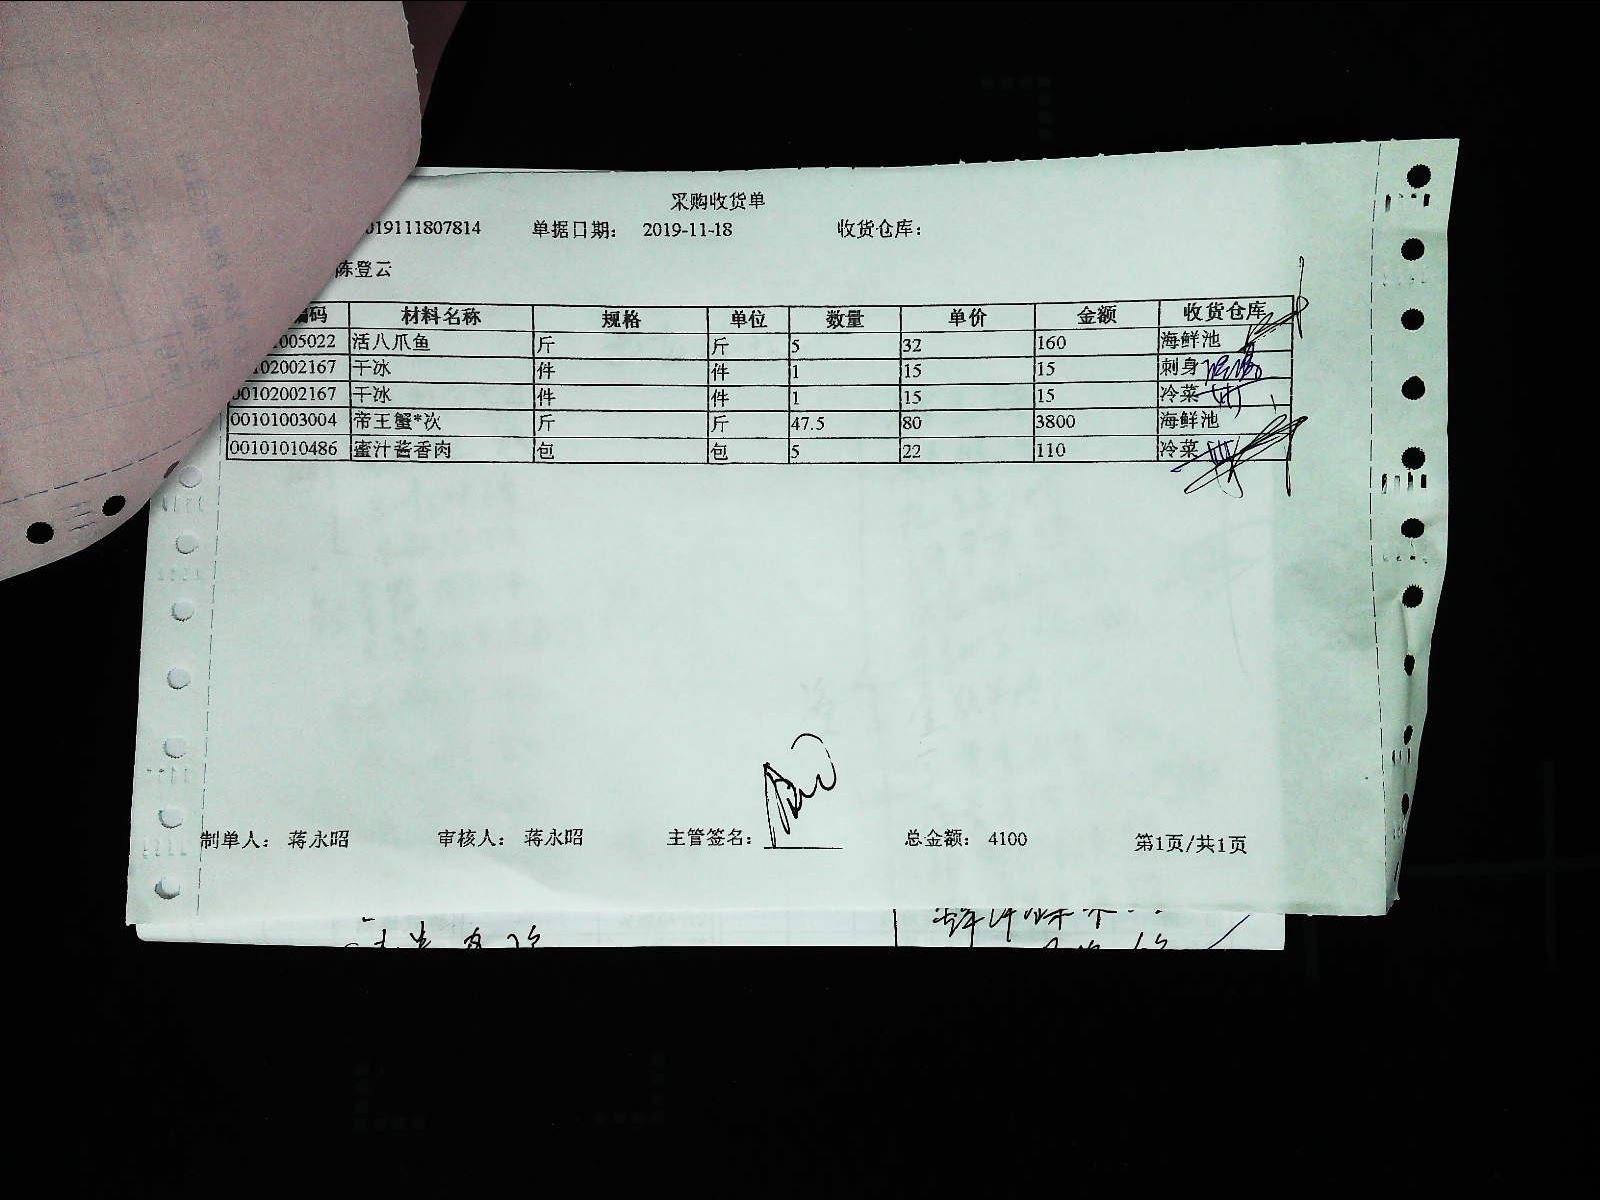 采购收货单
019111807814 单据日期: 2019-11-18 收货仓库:
陈登云
编码 材料名称 规格 单位 数量 单价 金额 收货仓库
005022 活八爪鱼 斤 斤 5 32 160 海鲜池
102002167 干冰 件 件 1 15 15 刺身
00102002167 干冰 件 件 1 15 15 冷菜
00101003004 帝王蟹*次 斤 斤 47.5 80 3800 海鲜池
00101010486 蜜汁酱香肉 包 包 5 22 110 冷菜
制单人: 蒋永昭 审核人: 蒋永昭 主管签名: 总金额: 4100 第1页/共1页